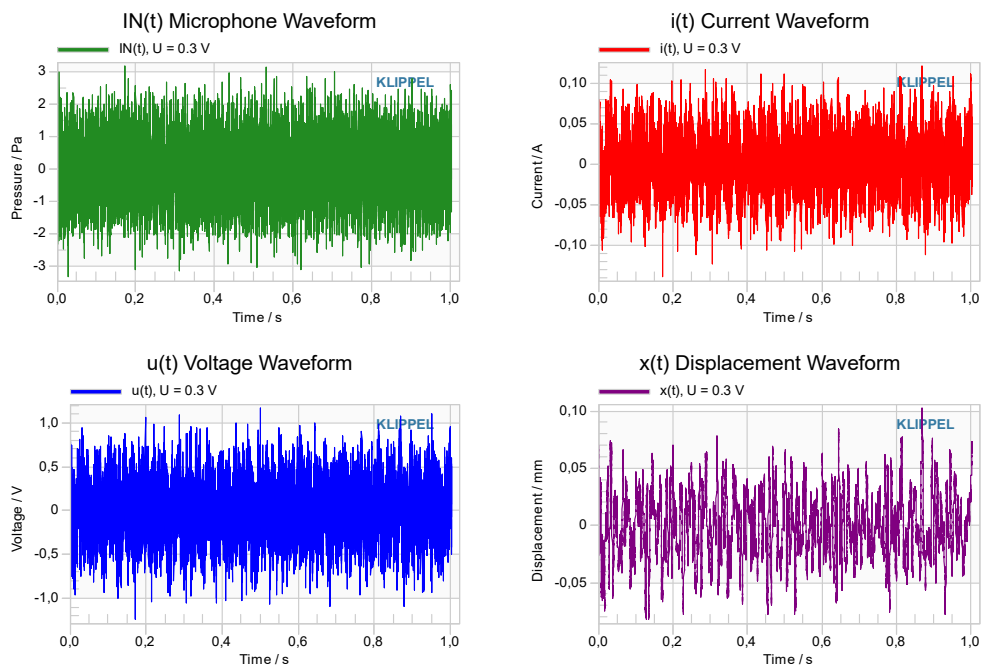 IN(t) Microphone Waveform
IN(t), U = 0.3 V
KLIPPEL
Pressure / Pa
3
2
1
0
-1
-2
-3
0,0 0,2 0,4 0,6 0,8 1,0
Time / s
i(t) Current Waveform
i(t), U = 0.3 V
KLIPPEL
Current / A
0,10
0,05
0
-0,05
-0,10
0,0 0,2 0,4 0,6 0,8 1,0
Time / s
u(t) Voltage Waveform
u(t), U = 0.3 V
KLIPPEL
Voltage / V
1,0
0,5
0
-0,5
-1,0
0,0 0,2 0,4 0,6 0,8 1,0
Time / s
x(t) Displacement Waveform
x(t), U = 0.3 V
KLIPPEL
Displacement / mm
0,10
0,05
0
-0,05
0,0 0,2 0,4 0,6 0,8 1,0
Time / s